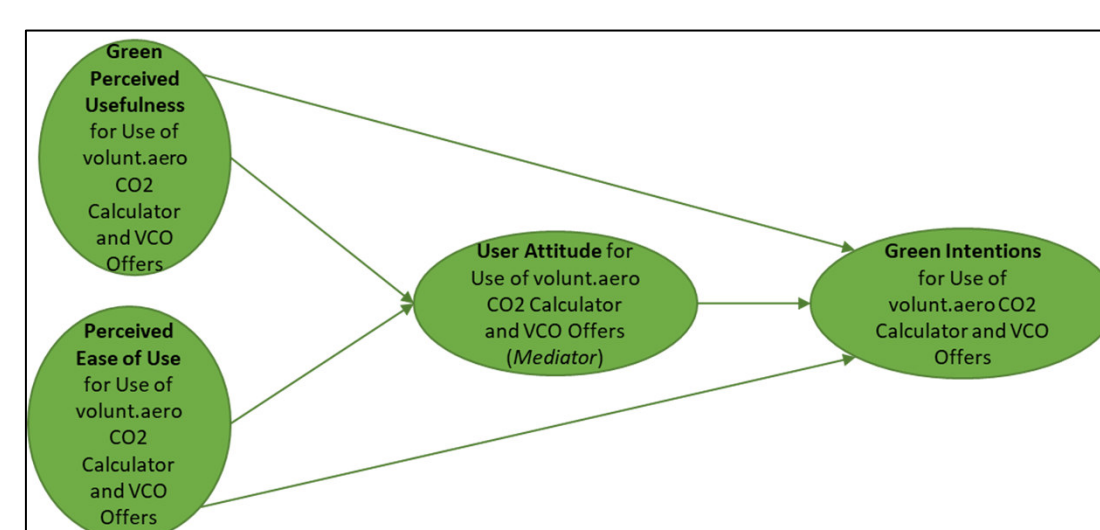 Green
Perceived
Usefulness
for Use of
volunt.aero
CO2
Calculator
and VCO
Offers
Perceived
Ease of Use
for Use of
volunt.aero
CO2
Calculator
and VCO
Offers
User Attitude for
Use of volunt.aero
CO2 Calculator
and VCO Offers
(Mediator)
Green Intentions
for Use of
volunt.aero CO2
Calculator and VCO
Offers